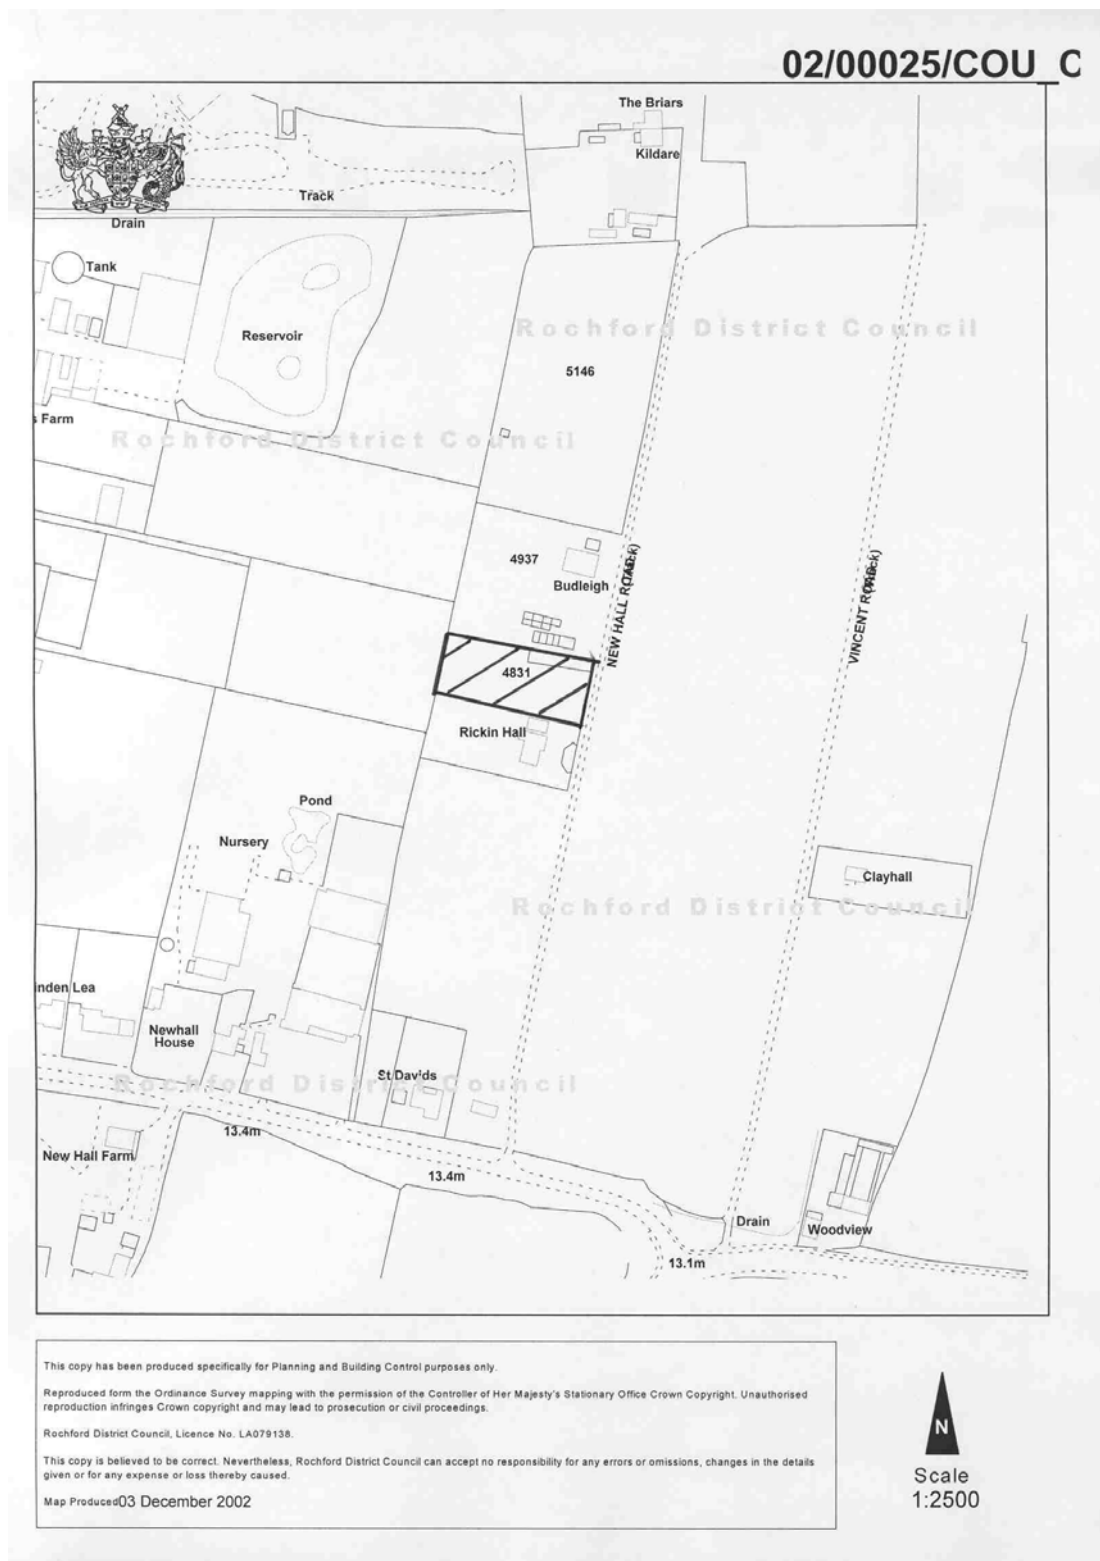 02/00025/COU_C
The Briars
Kildare
Track
Drain
Tank
Reservoir
Rochford District Council
5146
s Farm
Rochford District Council
4937
Budleigh
NEW HALL ROAD
(Track)
VINCENT ROAD
(Track)
4831
Rickin Hall
Pond
Nursery
Clayhall
Rochford District Council
inden Lea
Newhall
House
St Davids
Rochford District Council
13.4m
New Hall Farm
13.4m
Drain
Woodview
13.1m
This copy has been produced specifically for Planning and Building Control purposes only.
Reproduced form the Ordinance Survey mapping with the permission of the Controller of Her Majesty's Stationary Office Crown Copyright. Unauthorised
reproduction infringes Crown copyright and may lead to prosecution or civil proceedings.
Rochford District Council, Licence No. LA079138.
This copy is believed to be correct. Nevertheless, Rochford District Council can accept no responsibility for any errors or omissions, changes in the details
given or for any expense or loss thereby caused.
Map Produced03 December 2002
N
Scale
1:2500